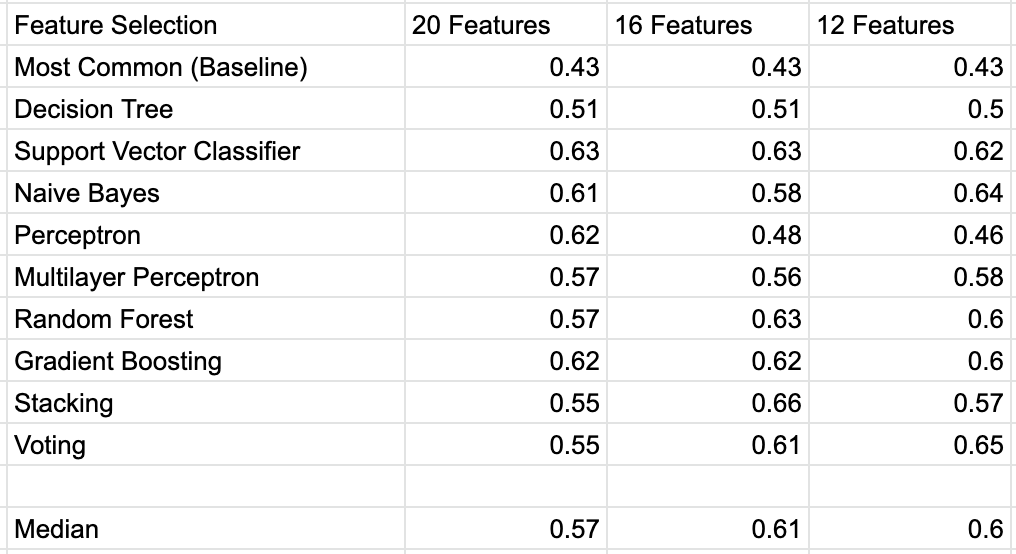 Feature Selection 20 Features 16 Features 12 Features
Most Common (Baseline) 0.43 0.43 0.43
Decision Tree 0.51 0.51 0.5
Support Vector Classifier 0.63 0.63 0.62
Naive Bayes 0.61 0.58 0.64
Perceptron 0.62 0.48 0.46
Multilayer Perceptron 0.57 0.56 0.58
Random Forest 0.57 0.63 0.6
Gradient Boosting 0.62 0.62 0.6
Stacking 0.55 0.66 0.57
Voting 0.55 0.61 0.65
Median 0.57 0.61 0.6